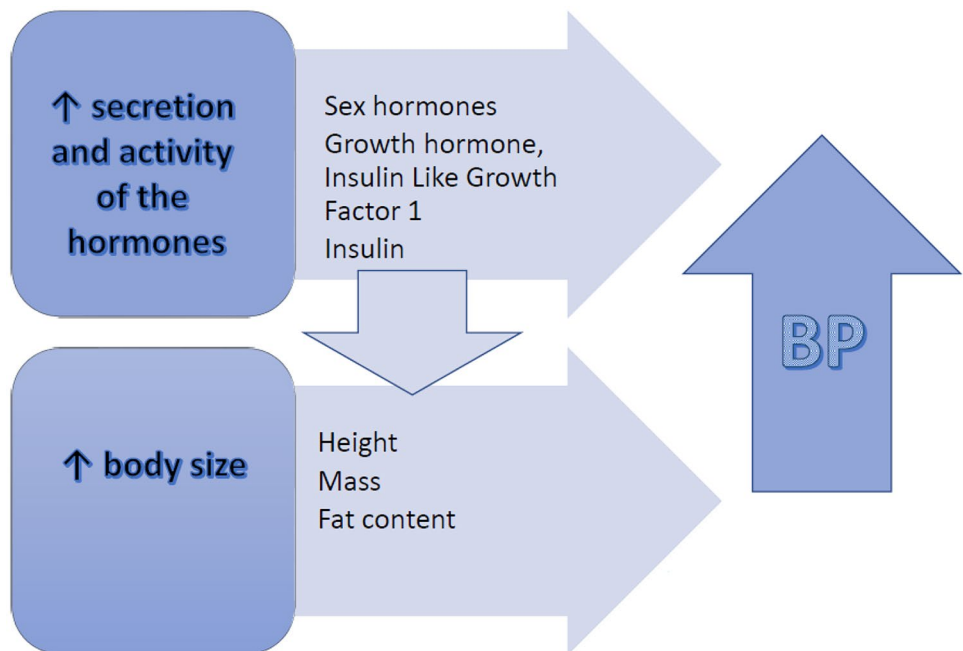 ↑ secretion
and activity
of the
hormones
Sex hormones
Growth hormone,
Insulin Like Growth
Factor 1
Insulin
↑ body size
Height
Mass
Fat content
BP